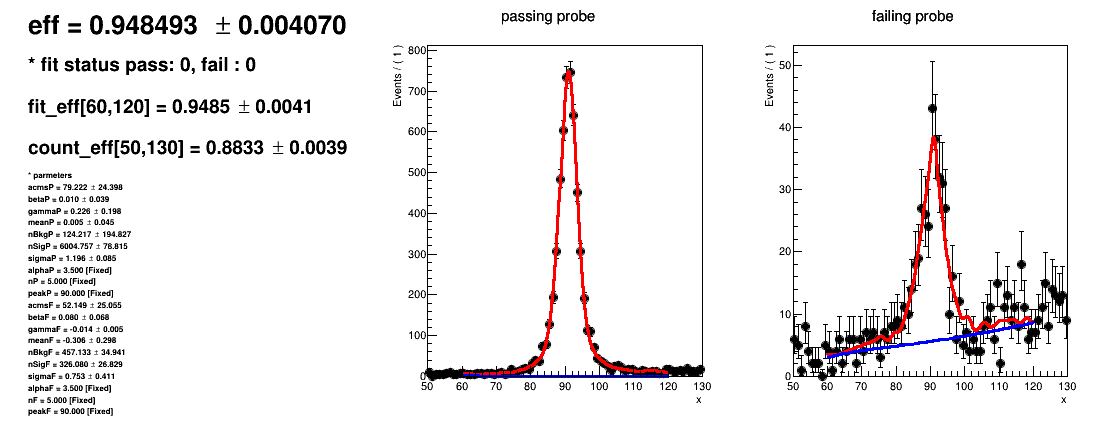 eff = 0.948493 ± 0.004070
* fit status pass: 0, fail : 0
fit_eff[60,120] = 0.9485 ± 0.0041
count_eff[50,130] = 0.8833 ± 0.0039
* parmeters
acmsP = 79.222 ± 24.398
betaP = 0.010 ± 0.039
gammaP = 0.226 ± 0.198
meanP = 0.005 ± 0.045
nBkgP = 124.217 ± 194.827
nSigP = 6004.757 ± 78.815
sigmaP = 1.196 ± 0.085
alphaP = 3.500 [Fixed]
nP = 5.000 [Fixed]
peakP = 90.000 [Fixed]
acmsF = 52.149 ± 25.055
betaF = 0.080 ± 0.068
gammaF = -0.014 ± 0.005
meanF = -0.306 ± 0.298
nBkgF = 457.133 ± 34.941
nSigF = 326.080 ± 26.829
sigmaF = 0.753 ± 0.411
alphaF = 3.500 [Fixed]
nF = 5.000 [Fixed]
peakF = 90.000 [Fixed]
passing probe
Events / ( 1 )
800
700
600
500
400
300
200
100
0
50 60 70 80 90 100 110 120 130
x
failing probe
Events / ( 1 )
50
40
30
20
10
0
50 60 70 80 90 100 110 120 130
x